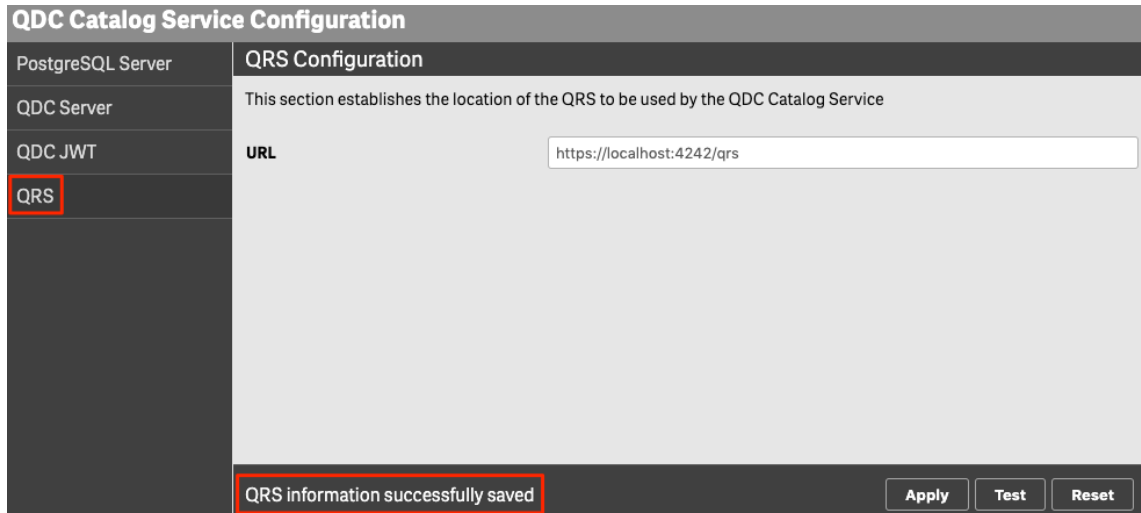 QDC Catalog Service Configuration
PostgreSQL Server
QDC Server
QDC JWT
QRS
QRS Configuration
This section establishes the location of the QRS to be used by the QDC Catalog Service
URL
https://localhost:4242/qrs
QRS information successfully saved
Apply
Test
Reset